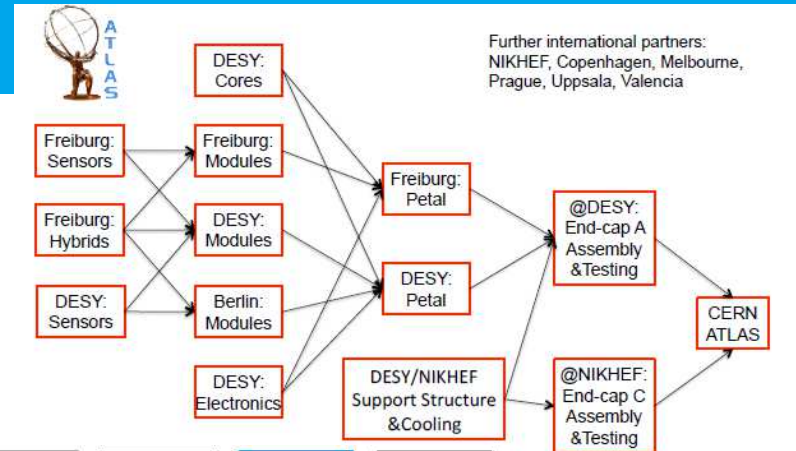 ATLAS
DESY:
Cores
Further international partners:
NIKHEF, Copenhagen, Melbourne,
Prague, Uppsala, Valencia
Freiburg:
Sensors
Freiburg:
Modules
Freiburg:
Petal
Freiburg:
Hybrids
DESY:
Modules
@DESY:
End-cap A
Assembly
&Testing
DESY:
Sensors
Berlin:
Modules
DESY:
Petal
CERN
ATLAS
DESY:
Electronics
DESY/NIKHEF
Support Structure
&Cooling
@NIKHEF:
End-cap C
Assembly
&Testing